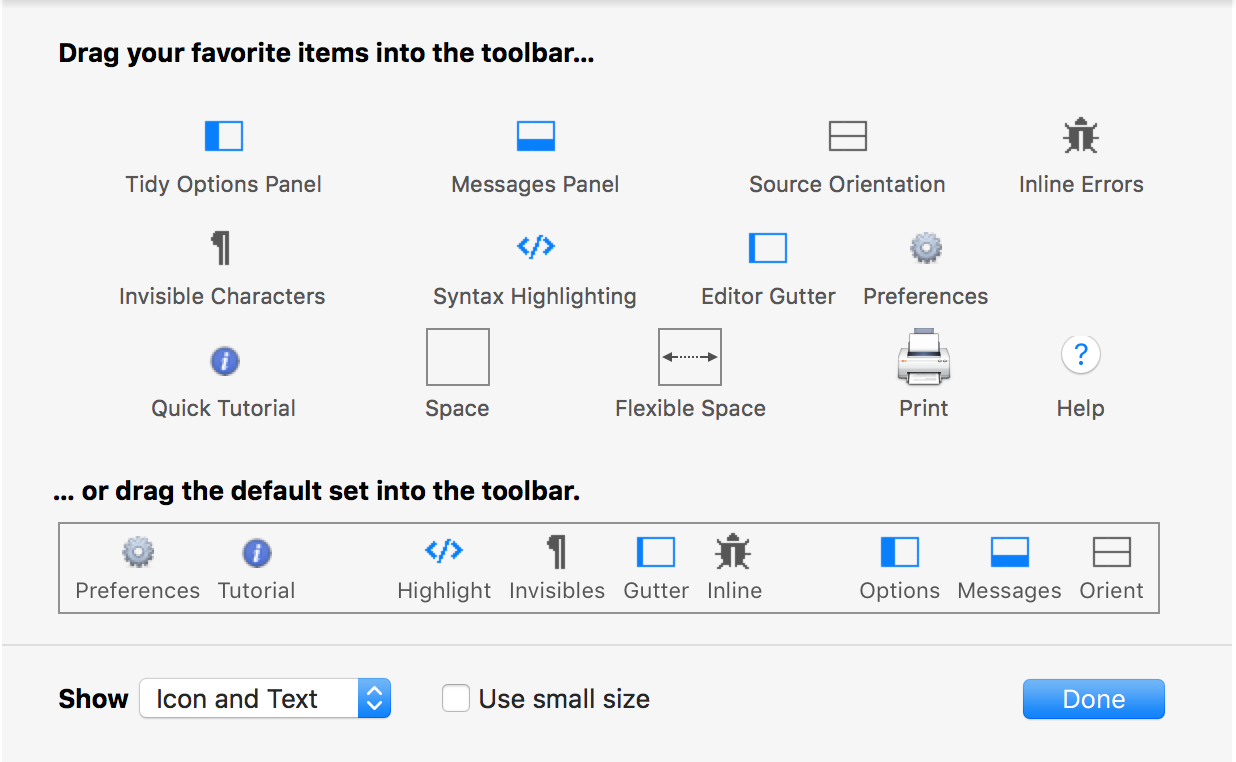 Drag your favorite items into the toolbar...
Tidy Options Panel Messages Panel Source Orientation Inline Errors
Invisible Characters Syntax Highlighting Editor Gutter Preferences
Quick Tutorial Space Flexible Space Print Help
... or drag the default set into the toolbar.
Preferences Tutorial Highlight Invisibles Gutter Inline Options Messages Orient
Show Icon and Text Use small size Done